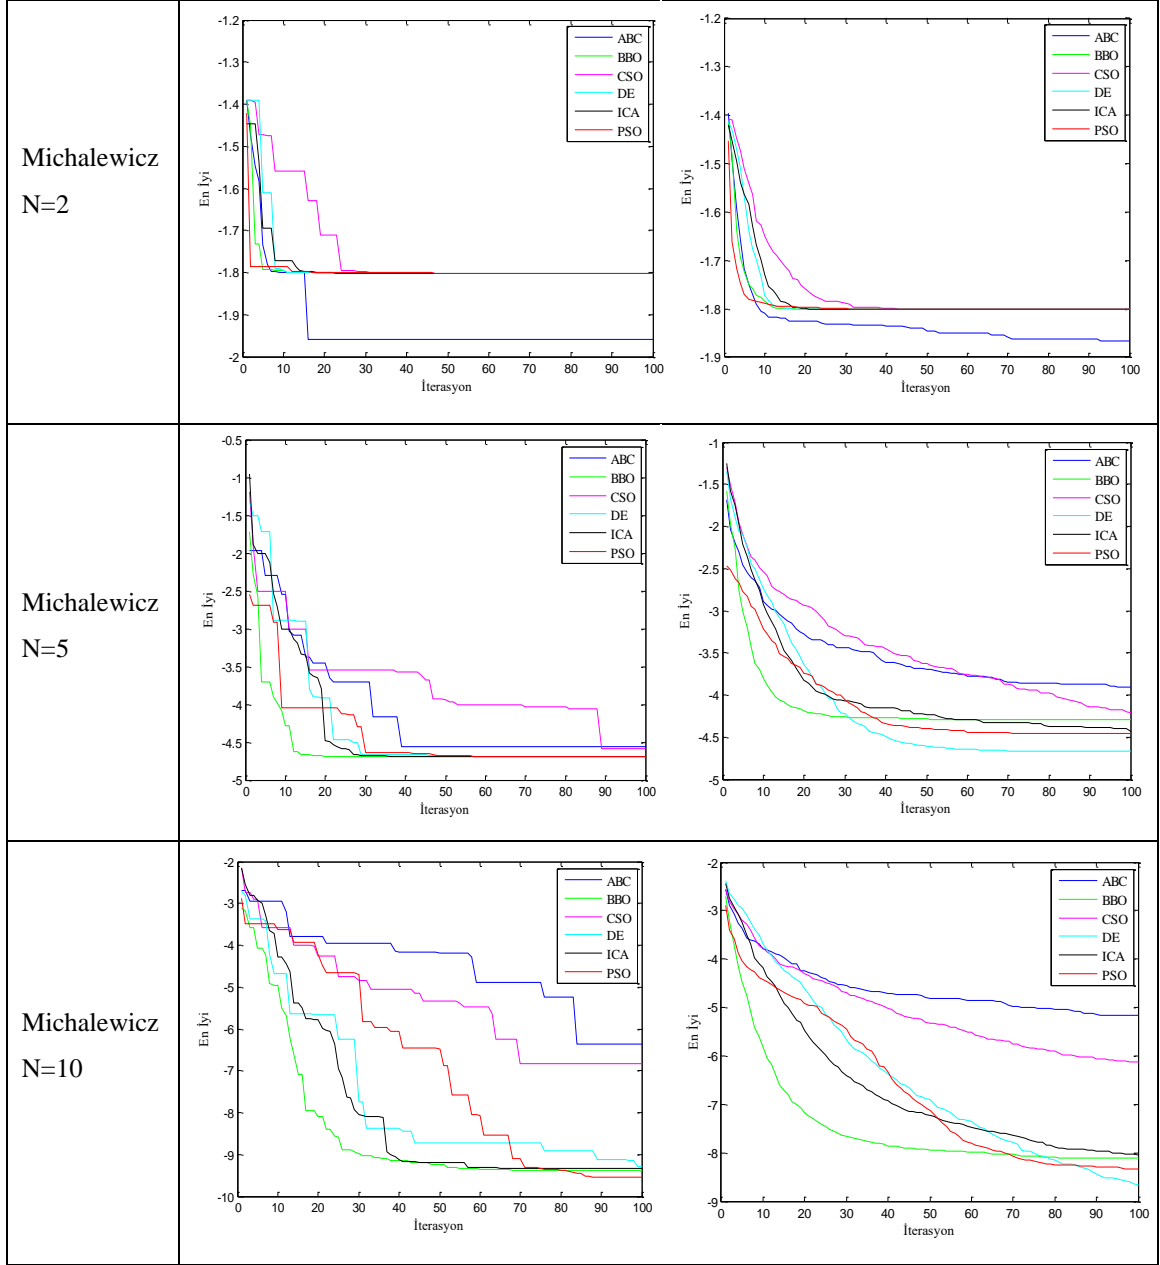 Michalewicz
N=2
-1.2
-1.3
-1.4
-1.5
-1.6
-1.7
-1.8
-1.9
-2
En İyi
0 10 20 30 40 50 60 70 80 90 100
İterasyon
ABC
BBO
CSO
DE
ICA
PSO
-1.2
-1.3
-1.4
-1.5
-1.6
-1.7
-1.8
-1.9
En İyi
0 10 20 30 40 50 60 70 80 90 100
İterasyon
ABC
BBO
CSO
DE
ICA
PSO
Michalewicz
N=5
-0.5
-1
-1.5
-2
-2.5
-3
-3.5
-4
-4.5
-5
En İyi
0 10 20 30 40 50 60 70 80 90 100
İterasyon
ABC
BBO
CSO
DE
ICA
PSO
-1
-1.5
-2
-2.5
-3
-3.5
-4
-4.5
-5
En İyi
0 10 20 30 40 50 60 70 80 90 100
İterasyon
ABC
BBO
CSO
DE
ICA
PSO
Michalewicz
N=10
-2
-3
-4
-5
-6
-7
-8
-9
-10
En İyi
0 10 20 30 40 50 60 70 80 90 100
İterasyon
ABC
BBO
CSO
DE
ICA
PSO
-2
-3
-4
-5
-6
-7
-8
-9
En İyi
0 10 20 30 40 50 60 70 80 90 100
İterasyon
ABC
BBO
CSO
DE
ICA
PSO